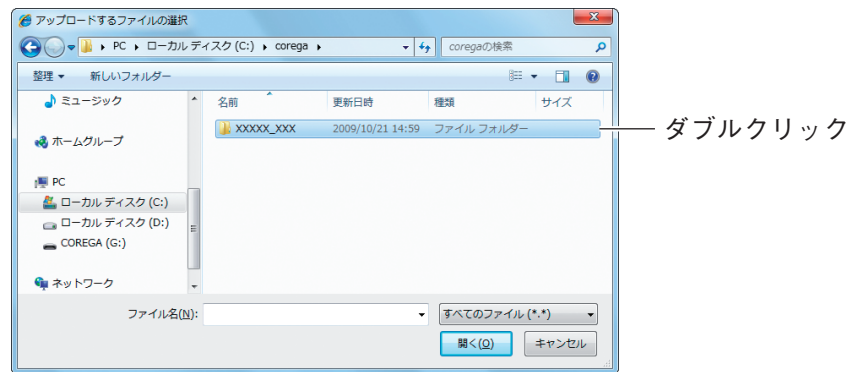 アップロードするファイルの選択
PC ▸ ローカル ディスク (C:) ▸ corega ▸
coregaの検索
整理 ▼ 新しいフォルダー
ミュージック
ホームグループ
PC
ローカル ディスク (C:)
ローカル ディスク (D:)
COREGA (G:)
ネットワーク
名前 更新日時 種類 サイズ
XXXXX_XXX 2009/10/21 14:59 ファイル フォルダー
ダブルクリック
ファイル名(N):
すべてのファイル (*.*)
開く(O) キャンセル